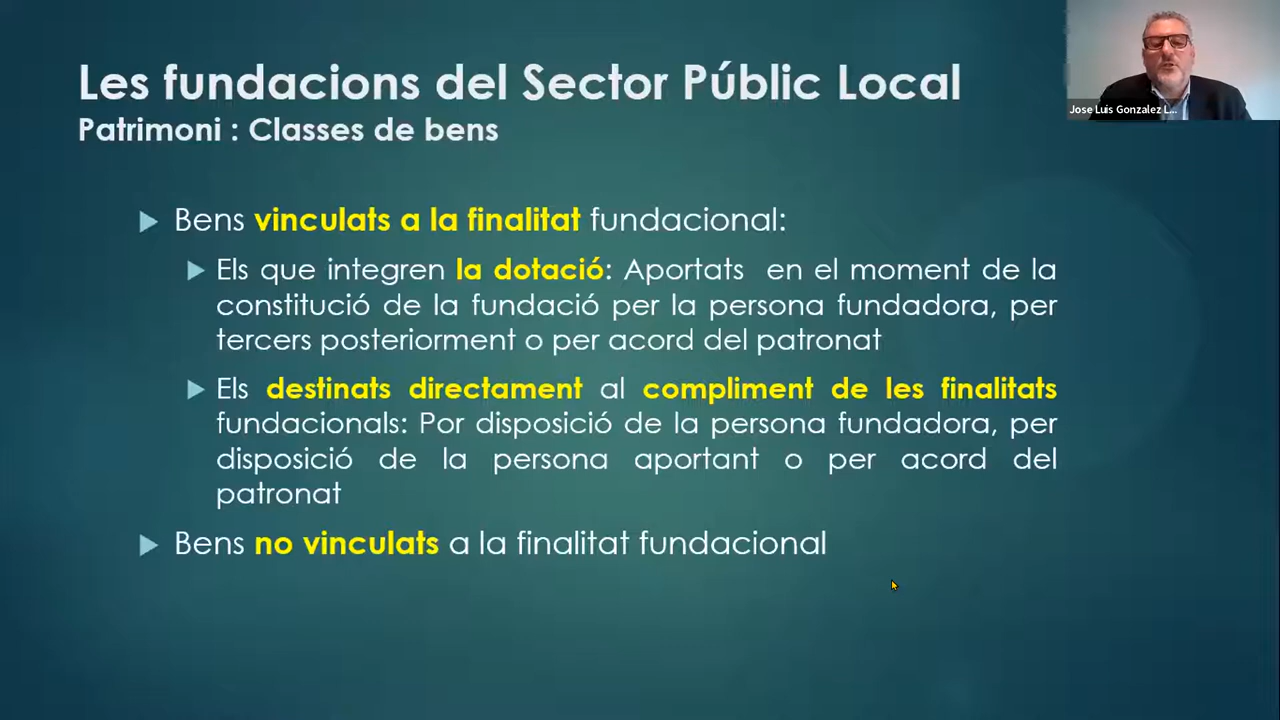 Les fundacions del Sector Públic Local
Patrimoni : Classes de bens
Jose Luis Gonzalez L...
Bens vinculats a la finalitat fundacional:
Els que integren la dotació: Aportats en el moment de la
constitució de la fundació per la persona fundadora, per
tercers posteriorment o per acord del patronat
Els destinats directament al compliment de les finalitats
fundacionals: Por disposició de la persona fundadora, per
disposició de la persona aportant o per acord del
patronat
Bens no vinculats a la finalitat fundacional